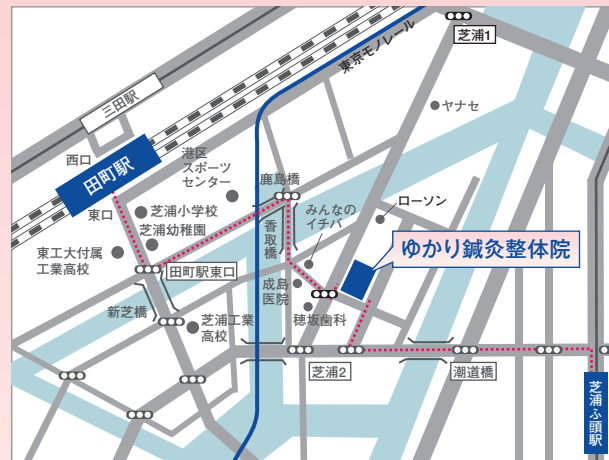 芝浦1
東京モノレール
三田駅
ヤナセ
西口
田町駅
港区
スポーツ
センター
鹿島橋
みんなの
イチバ
ローソン
東口
芝浦小学校
芝浦幼稚園
香取橋
東工大付属
工業高校
ゆかり鍼灸整体院
田町駅東口
成島
医院
新芝橋
穂坂歯科
芝浦工業
高校
芝浦2
潮道橋
芝浦ふ頭駅